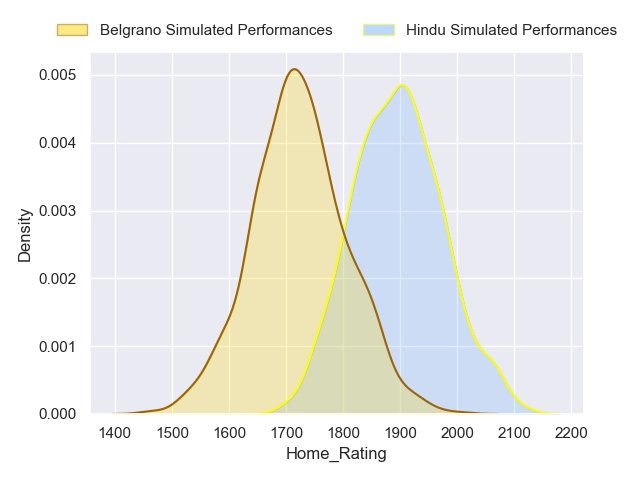 Belgrano Simulated Performances
Hindu Simulated Performances
0.005
0.004
0.003
0.002
0.001
0.000
Density
1400 1500 1600 1700 1800 1900 2000 2100 2200
Home_Rating